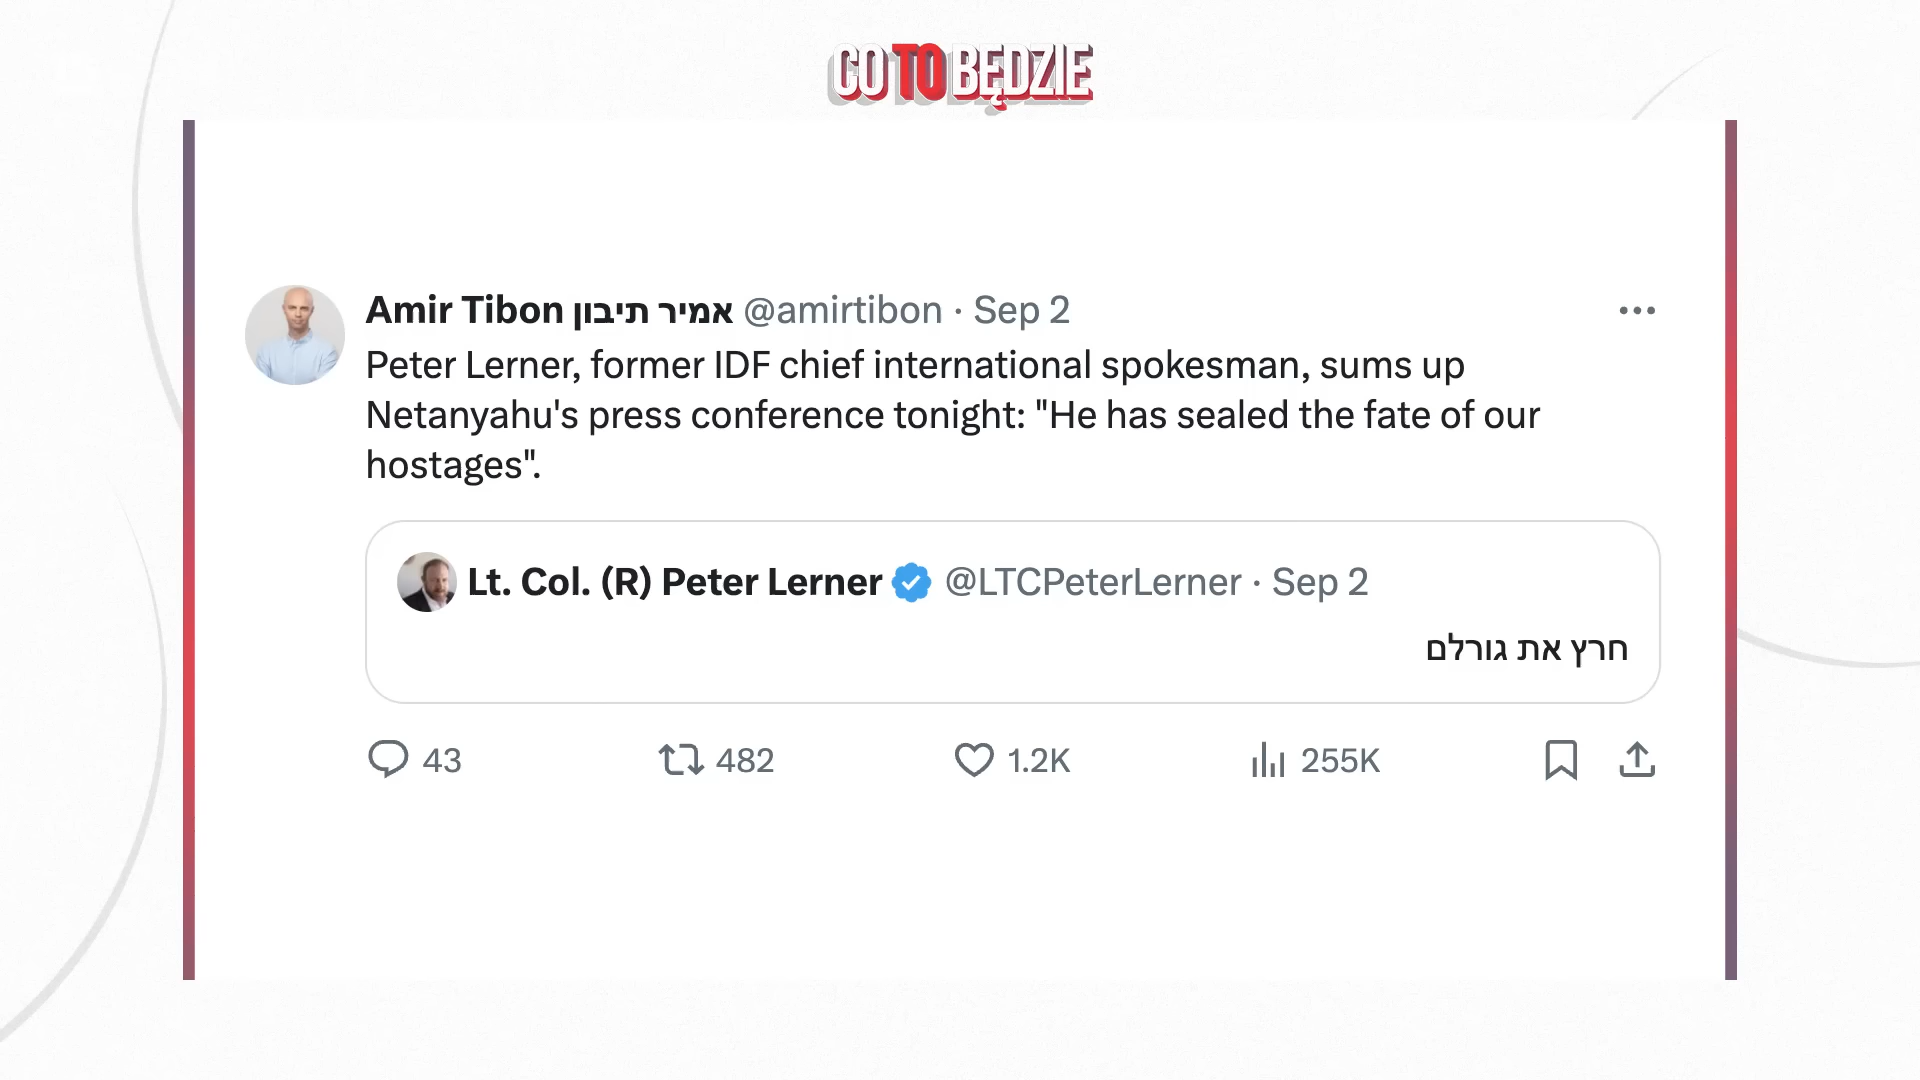 CO TO BĘDZIE
Amir Tibon אמיר תיבון @amirtibon · Sep 2
Peter Lerner, former IDF chief international spokesman, sums up
Netanyahu's press conference tonight: "He has sealed the fate of our
hostages".
Lt. Col. (R) Peter Lerner @LTCPeterLerner · Sep 2
חרץ את גורלם
43 482 1.2K 255K